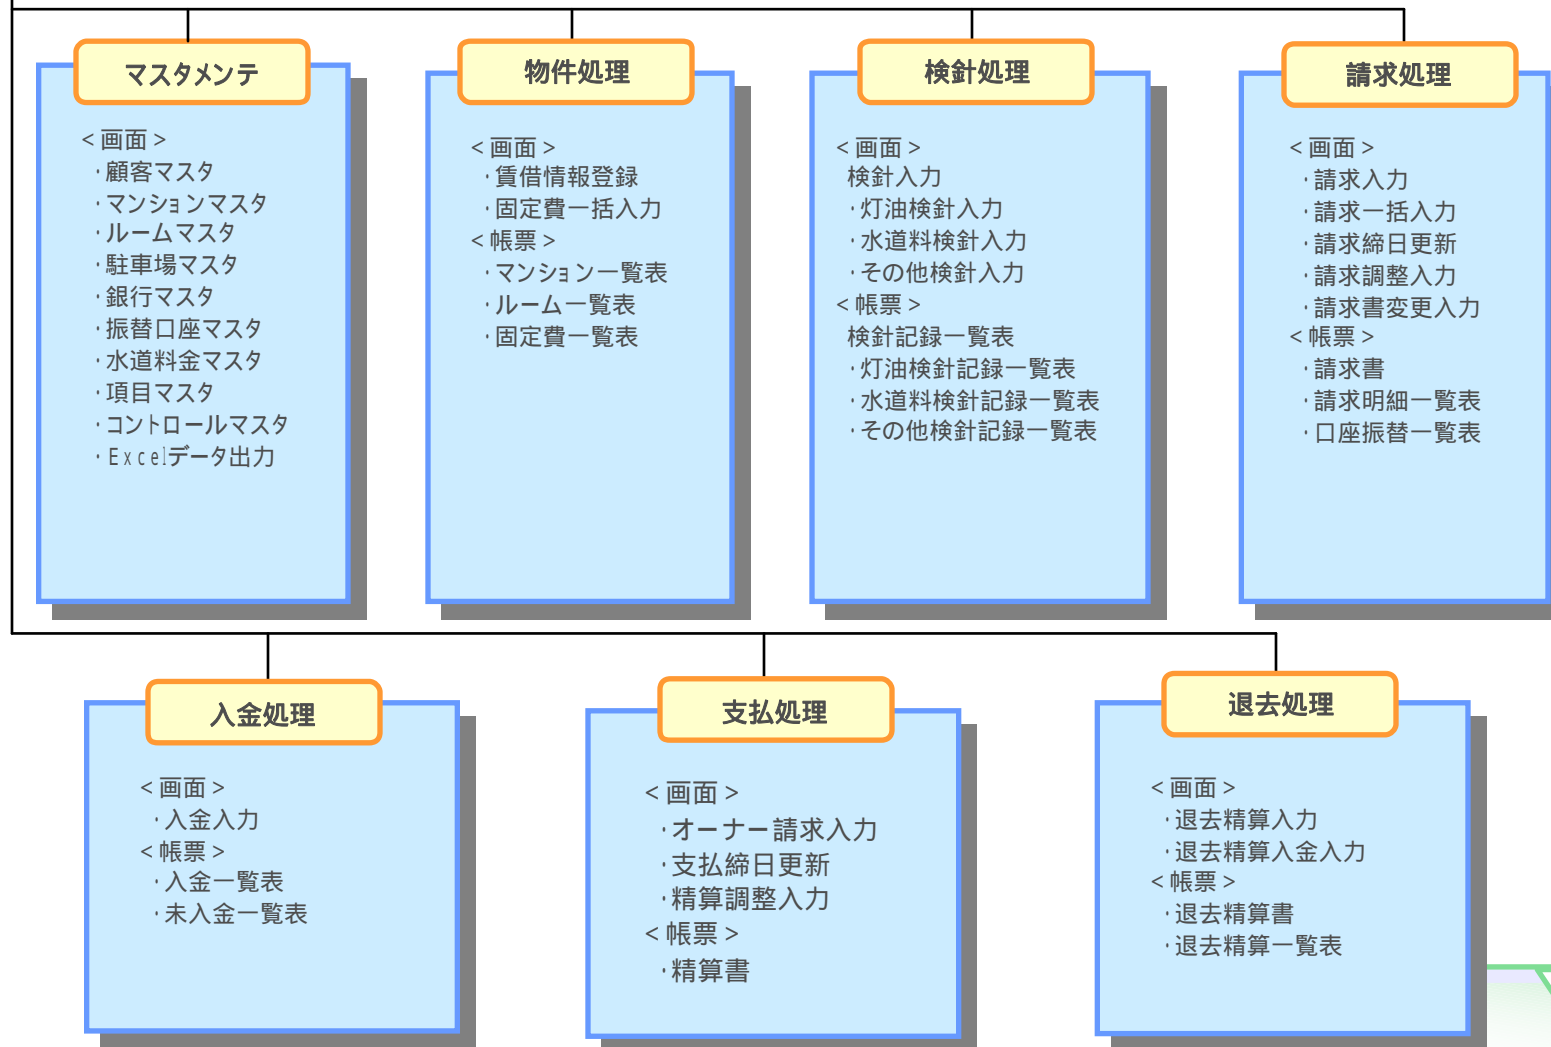 マスタメンテ
<画面>
・顧客マスタ
・マンションマスタ
・ルームマスタ
・駐車場マスタ
・銀行マスタ
・振替口座マスタ
・水道料金マスタ
・項目マスタ
・コントロールマスタ
・Excelデータ出力
物件処理
<画面>
・賃借情報登録
・固定費一括入力
<帳票>
・マンション一覧表
・ルーム一覧表
・固定費一覧表
検針処理
<画面>
検針入力
・灯油検針入力
・水道料検針入力
・その他検針入力
<帳票>
検針記録一覧表
・灯油検針記録一覧表
・水道料検針記録一覧表
・その他検針記録一覧表
請求処理
<画面>
・請求入力
・請求一括入力
・請求締日更新
・請求調整入力
・請求書変更入力
<帳票>
・請求書
・請求明細一覧表
・口座振替一覧表
入金処理
<画面>
・入金入力
<帳票>
・入金一覧表
・未入金一覧表
支払処理
<画面>
・オーナー請求入力
・支払締日更新
・精算調整入力
<帳票>
・精算書
退去処理
<画面>
・退去精算入力
・退去精算入金入力
<帳票>
・退去精算書
・退去精算一覧表